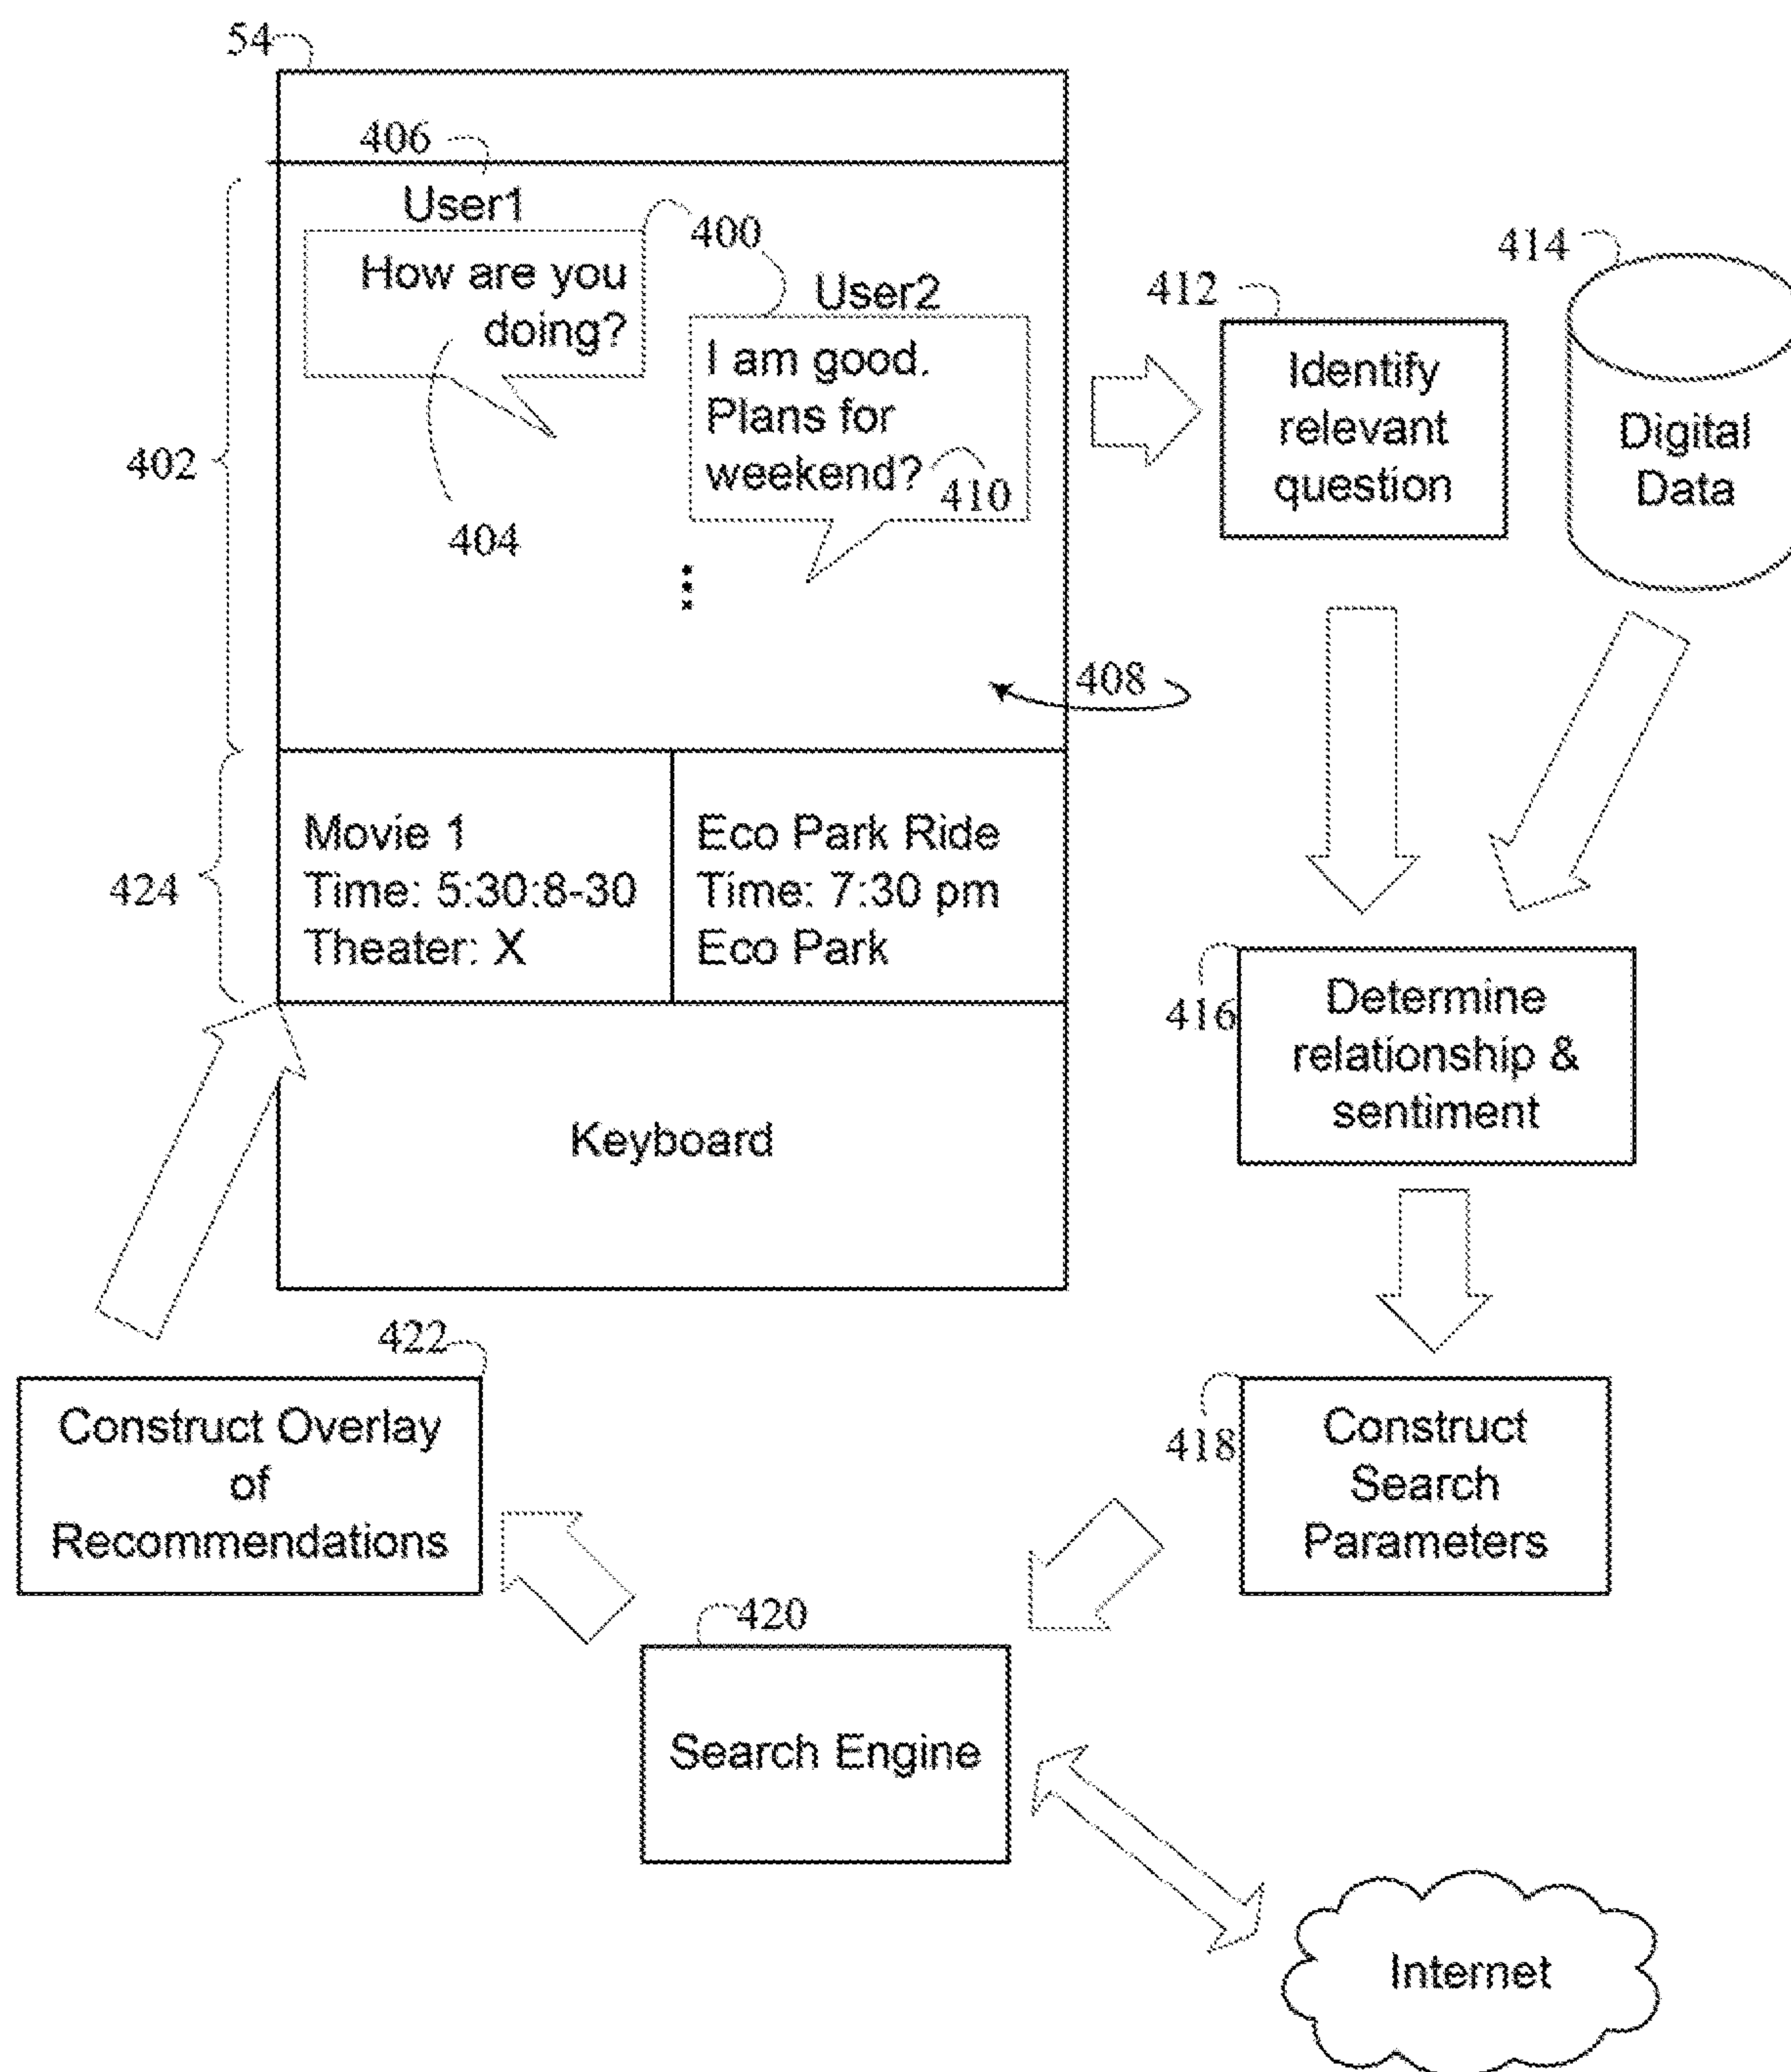 54
406
User1
400
How are you
doing?
404
User2
I am good.
Plans for
weekend?
410
402
408
412
Identify
relevant
question
414
Digital
Data
424
Movie 1
Time: 5:30:8-30
Theater: X
Eco Park Ride
Time: 7:30 pm
Eco Park
Keyboard
416
Determine
relationship &
sentiment
418
Construct
Search
Parameters
422
Construct Overlay
of
Recommendations
420
Search Engine
Internet